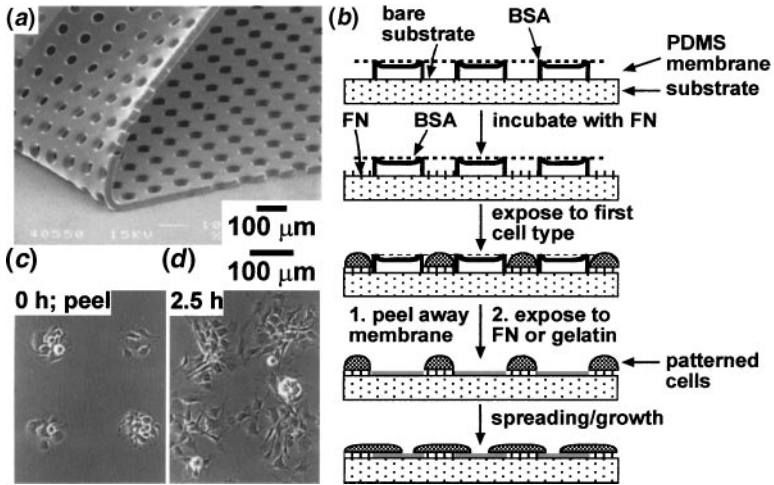 (a)
40550 15KV
100 μm
100 μm
(c)
0 h; peel
(d)
2.5 h
(b)
bare
substrate
BSA
PDMS
membrane
substrate
FN
BSA
incubate with FN
expose to first
cell type
1. peel away
membrane
2. expose to
FN or gelatin
patterned
cells
spreading/growth